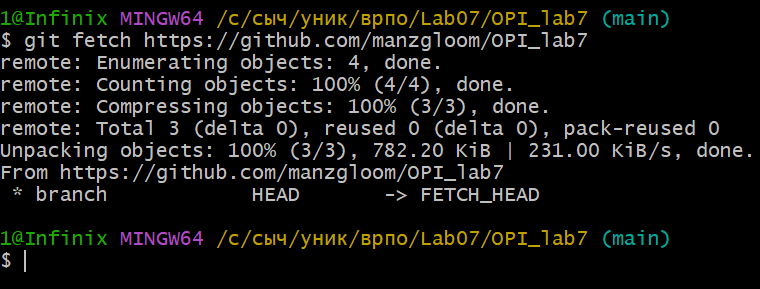 1@Infinix MINGW64 /c/сыч/уник/врпо/Lab07/OPI_lab7 (main)
$ git fetch https://github.com/manzgloom/OPI_lab7
remote: Enumerating objects: 4, done.
remote: Counting objects: 100% (4/4), done.
remote: Compressing objects: 100% (3/3), done.
remote: Total 3 (delta 0), reused 0 (delta 0), pack-reused 0
Unpacking objects: 100% (3/3), 782.20 KiB | 231.00 KiB/s, done.
From https://github.com/manzgloom/OPI_lab7
 * branch            HEAD       -> FETCH_HEAD
1@Infinix MINGW64 /c/сыч/уник/врпо/Lab07/OPI_lab7 (main)
$